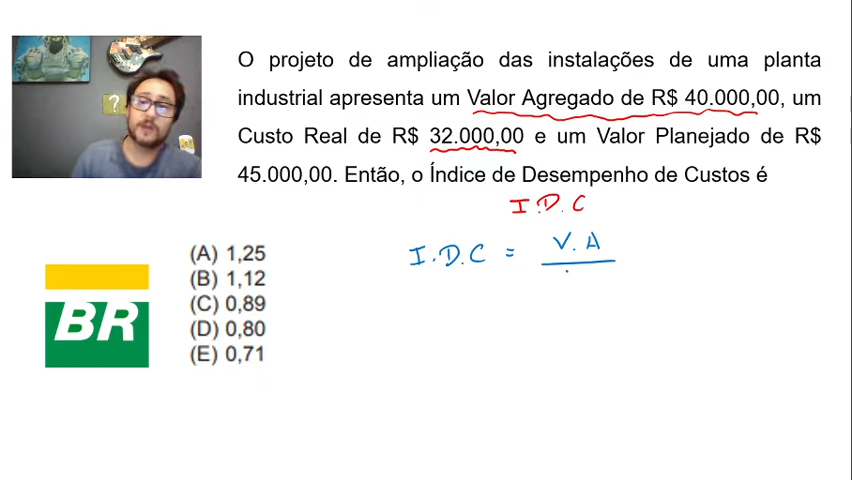 O projeto de ampliação das instalações de uma planta
industrial apresenta um Valor Agregado de R$ 40.000,00, um
Custo Real de R$ 32.000,00 e um Valor Planejado de R$
45.000,00. Então, o Índice de Desempenho de Custos é
I.D.C
I.D.C = V.A
(A) 1,25
(B) 1,12
(C) 0,89
(D) 0,80
(E) 0,71
BR
?